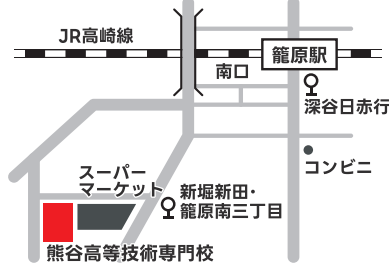 JR高崎線
籠原駅
南口
深谷日赤行
コンビニ
スーパー
マーケット
新堀新田・
籠原南三丁目
熊谷高等技術専門校